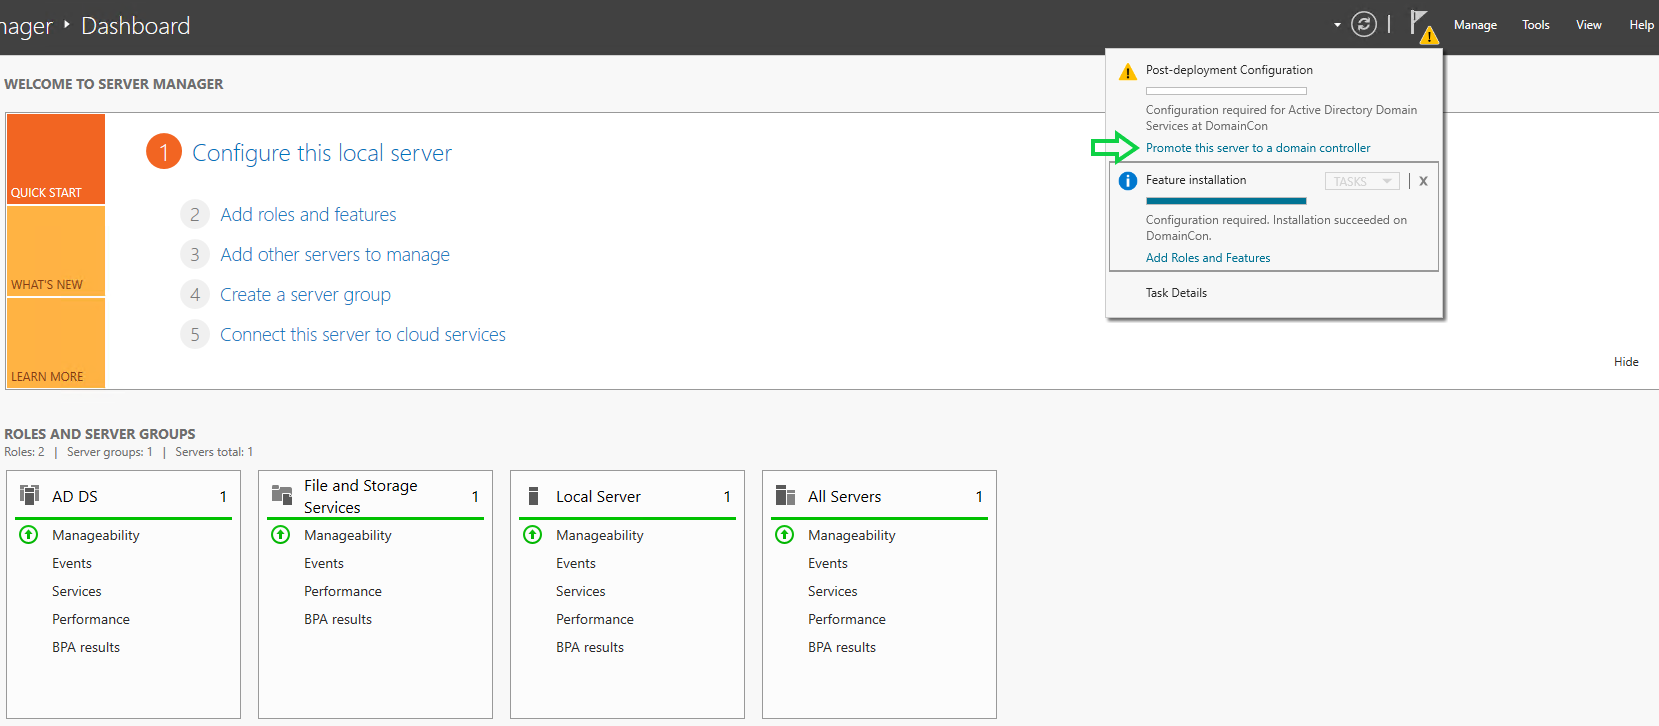 nager ‣ Dashboard
Manage
Tools
View
Help
WELCOME TO SERVER MANAGER
QUICK START
WHAT'S NEW
LEARN MORE
1 Configure this local server
2 Add roles and features
3 Add other servers to manage
4 Create a server group
5 Connect this server to cloud services
Post-deployment Configuration
Configuration required for Active Directory Domain
Services at DomainCon
Promote this server to a domain controller
Feature installation
TASKS
X
Configuration required. Installation succeeded on
DomainCon.
Add Roles and Features
Task Details
Hide
ROLES AND SERVER GROUPS
Roles: 2 | Server groups: 1 | Servers total: 1
AD DS 1
Manageability
Events
Services
Performance
BPA results
File and Storage
Services 1
Manageability
Events
Performance
BPA results
Local Server 1
Manageability
Events
Services
Performance
BPA results
All Servers 1
Manageability
Events
Services
Performance
BPA results